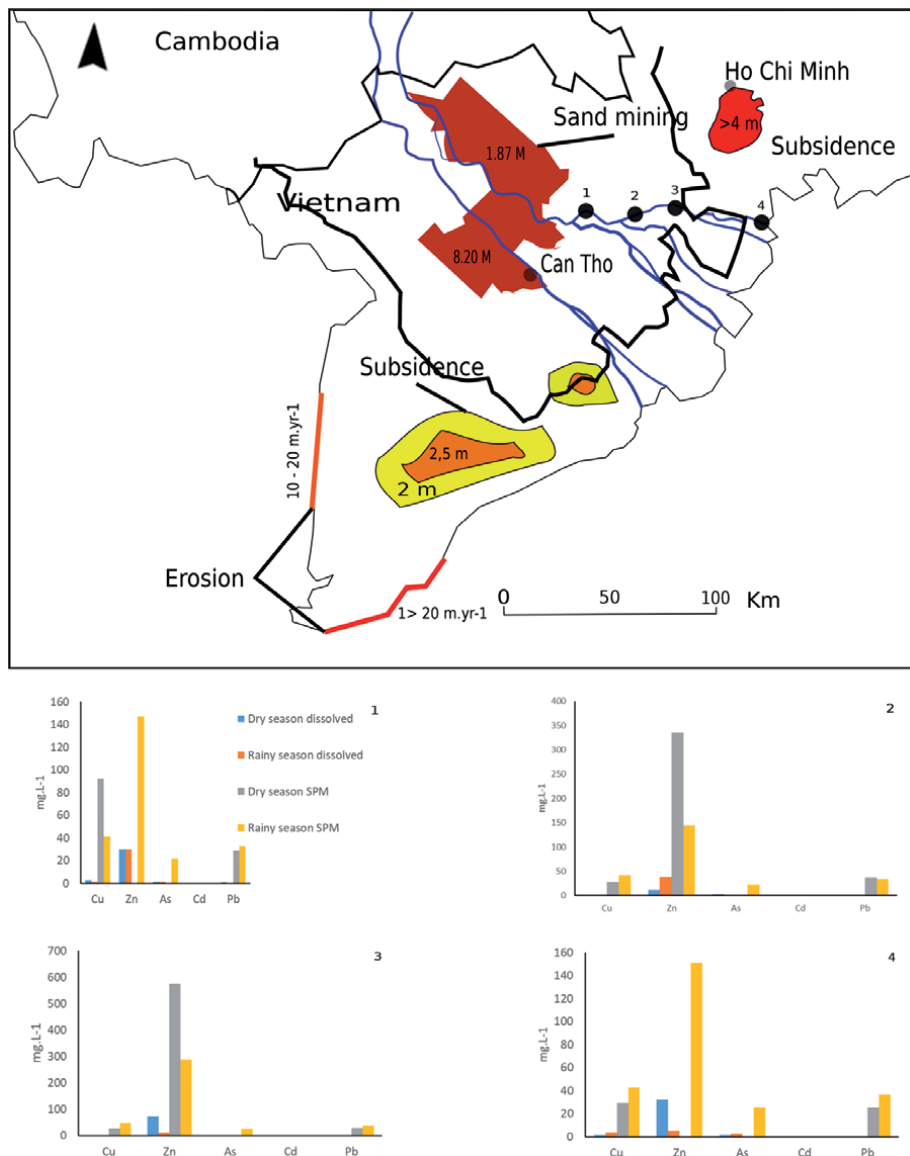 Cambodia
Ho Chi Minh
Sand mining
>4 m
Subsidence
1.87 M
1
2
3
4
Vietnam
8.20 M
Can Tho
Subsidence
10 - 20 m.yr-1
2,5 m
2 m
Erosion
1> 20 m.yr-1
0 50 100 Km
1
160
140
120
100
80
60
40
20
0
mg.L-1
Cu Zn As Cd Pb
Dry season dissolved
Rainy season dissolved
Dry season SPM
Rainy season SPM
2
400
350
300
250
200
150
100
50
0
mg.L-1
Cu Zn As Cd Pb
3
700
600
500
400
300
200
100
0
mg.L-1
Cu Zn As Cd Pb
4
160
140
120
100
80
60
40
20
0
mg.L-1
Cu Zn As Cd Pb